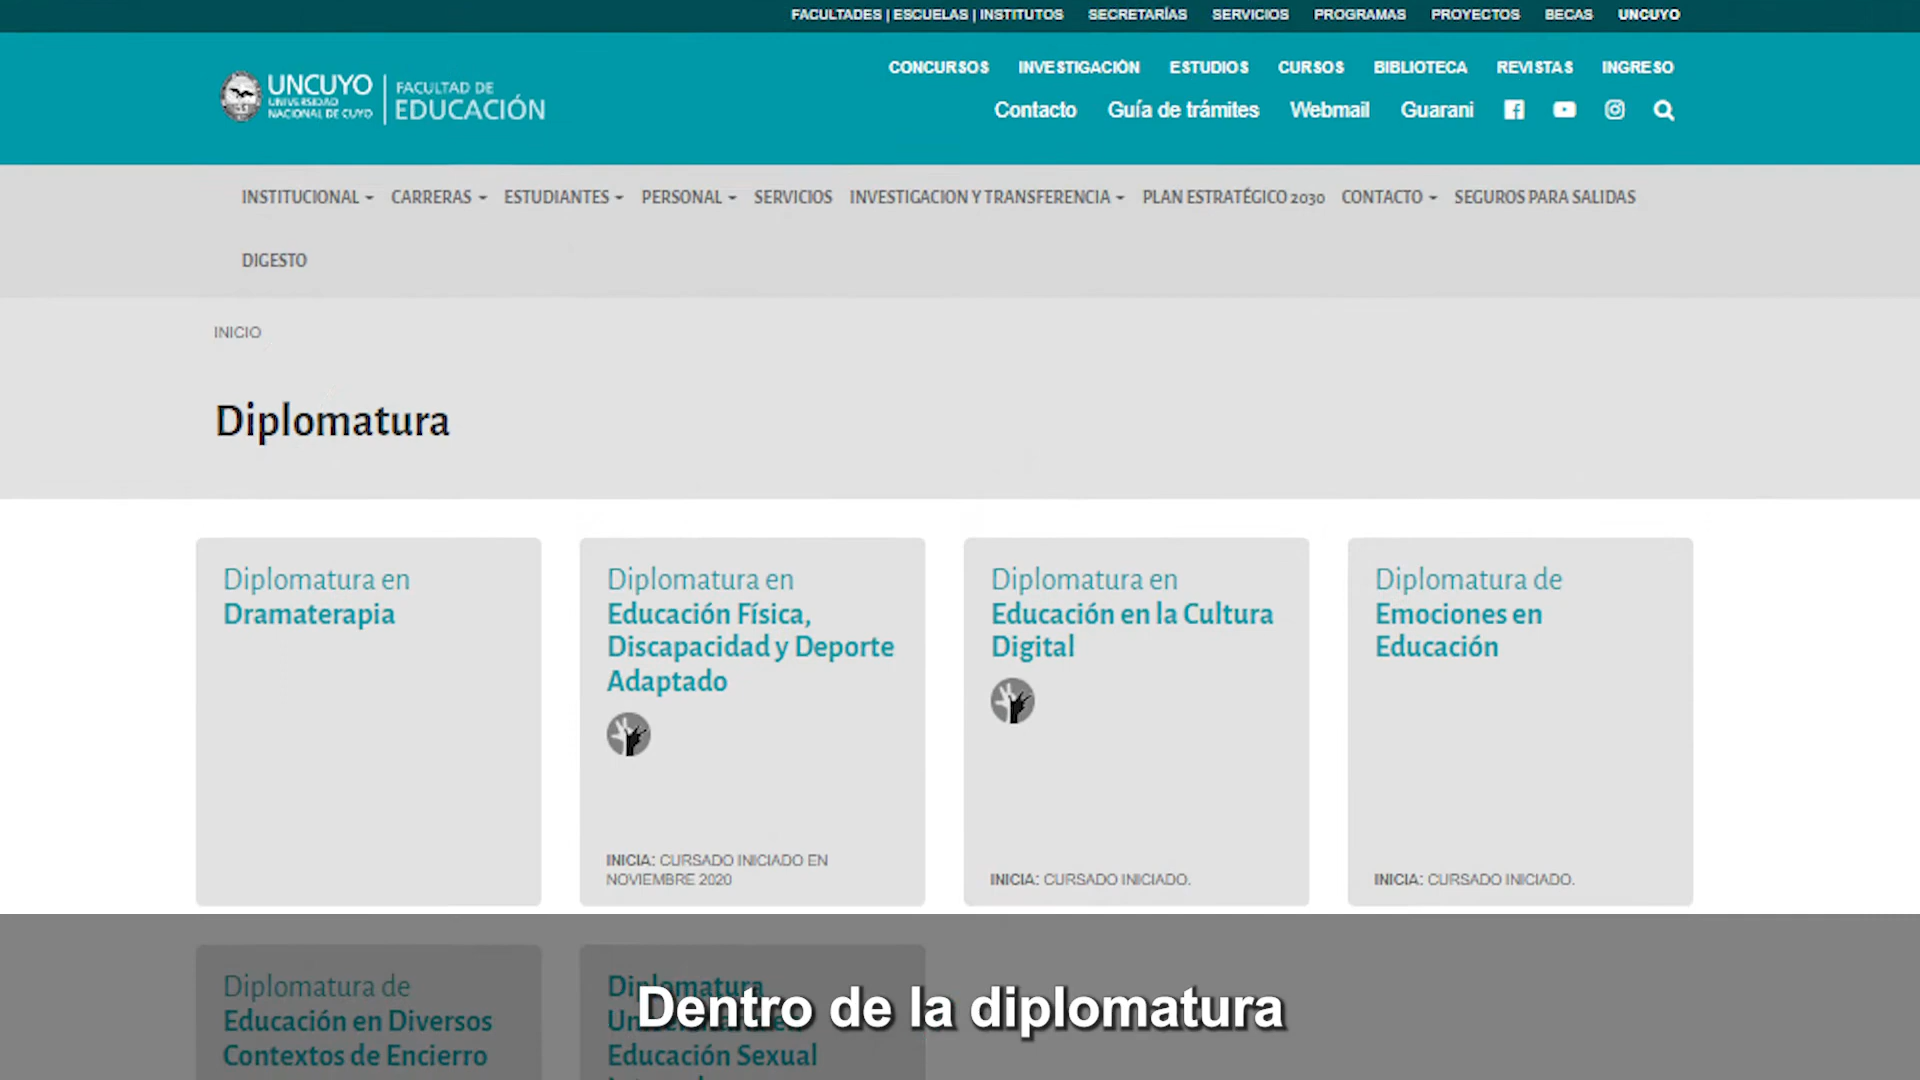 FACULTADES | ESCUELAS | INSTITUTOS SECRETARÍAS SERVICIOS PROGRAMAS PROYECTOS BECAS UNCUYO
CONCURSOS INVESTIGACIÓN ESTUDIOS CURSOS BIBLIOTECA REVISTAS INGRESO
UNCUYO
UNIVERSIDAD
NACIONAL DE CUYO
FACULTAD DE
EDUCACIÓN
Contacto Guía de trámites Webmail Guarani
INSTITUCIONAL CARRERAS ESTUDIANTES PERSONAL SERVICIOS INVESTIGACION Y TRANSFERENCIA PLAN ESTRATÉGICO 2030 CONTACTO SEGUROS PARA SALIDAS
DIGESTO
INICIO
Diplomatura
Diplomatura en
Dramaterapia
Diplomatura en
Educación Física,
Discapacidad y Deporte
Adaptado
INICIA: CURSADO INICIADO EN
NOVIEMBRE 2020
Diplomatura en
Educación en la Cultura
Digital
INICIA: CURSADO INICIADO.
Diplomatura de
Emociones en
Educación
INICIA: CURSADO INICIADO.
Diplomatura de
Educación en Diversos
Contextos de Encierro
Diplomatura
Educación Sexual
Dentro de la diplomatura